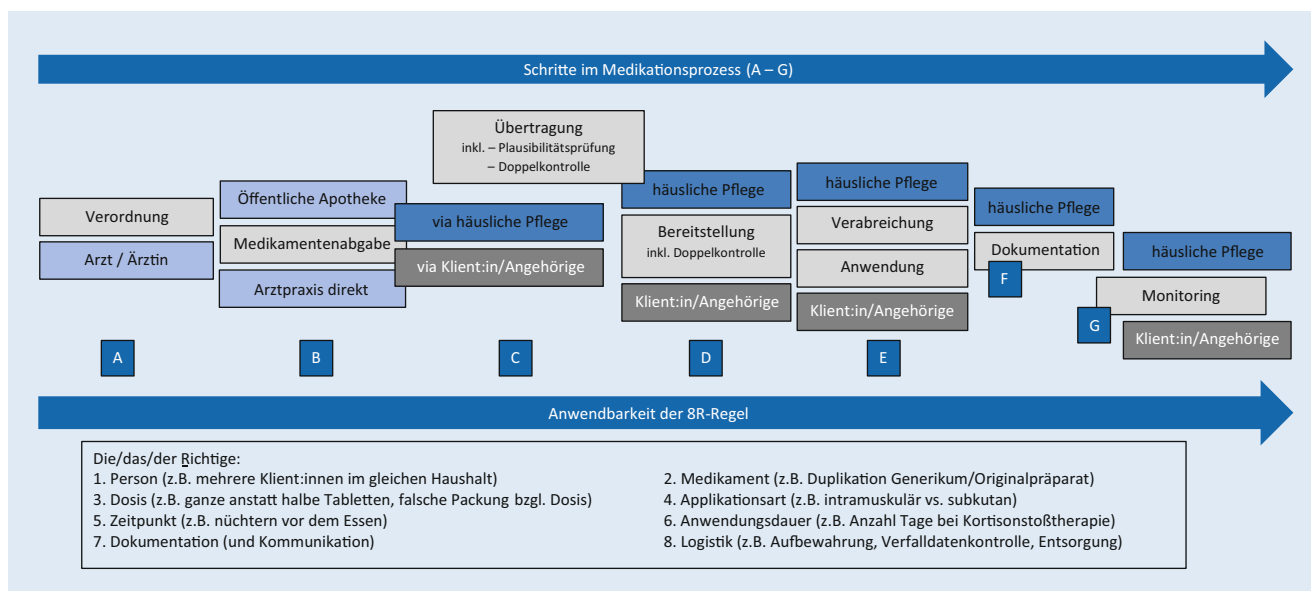 Schritte im Medikationsprozess (A – G)
Verordnung
Arzt / Ärztin
A
Öffentliche Apotheke
Medikamentenabgabe
Arztpraxis direkt
B
Übertragung
inkl. – Plausibilitätsprüfung
– Doppelkontrolle
via häusliche Pflege
via Klient:in/Angehörige
C
häusliche Pflege
Bereitstellung
inkl. Doppelkontrolle
Klient:in/Angehörige
D
häusliche Pflege
Verabreichung
Anwendung
Klient:in/Angehörige
E
häusliche Pflege
Dokumentation
F
häusliche Pflege
Monitoring
G
Klient:in/Angehörige
Anwendbarkeit der 8R-Regel
Die/das/der Richtige:
1. Person (z.B. mehrere Klient:innen im gleichen Haushalt)
2. Medikament (z.B. Duplikation Generikum/Originalpräparat)
3. Dosis (z.B. ganze anstatt halbe Tabletten, falsche Packung bzgl. Dosis)
4. Applikationsart (z.B. intramuskulär vs. subkutan)
5. Zeitpunkt (z.B. nüchtern vor dem Essen)
6. Anwendungsdauer (z.B. Anzahl Tage bei Kortisonstoßtherapie)
7. Dokumentation (und Kommunikation)
8. Logistik (z.B. Aufbewahrung, Verfalldatenkontrolle, Entsorgung)